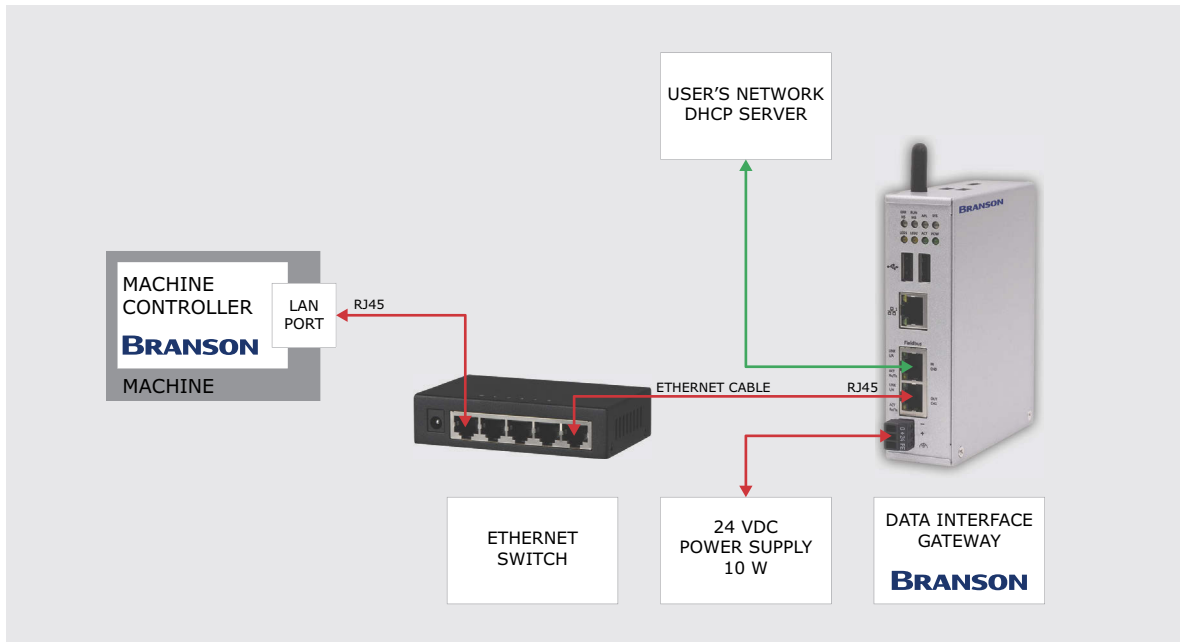 USER'S NETWORK
DHCP SERVER
BRANSON
MACHINE
CONTROLLER
BRANSON
MACHINE
LAN
PORT
RJ45
Fieldbus
ETHERNET CABLE
RJ45
ETHERNET
SWITCH
24 VDC
POWER SUPPLY
10 W
DATA INTERFACE
GATEWAY
BRANSON